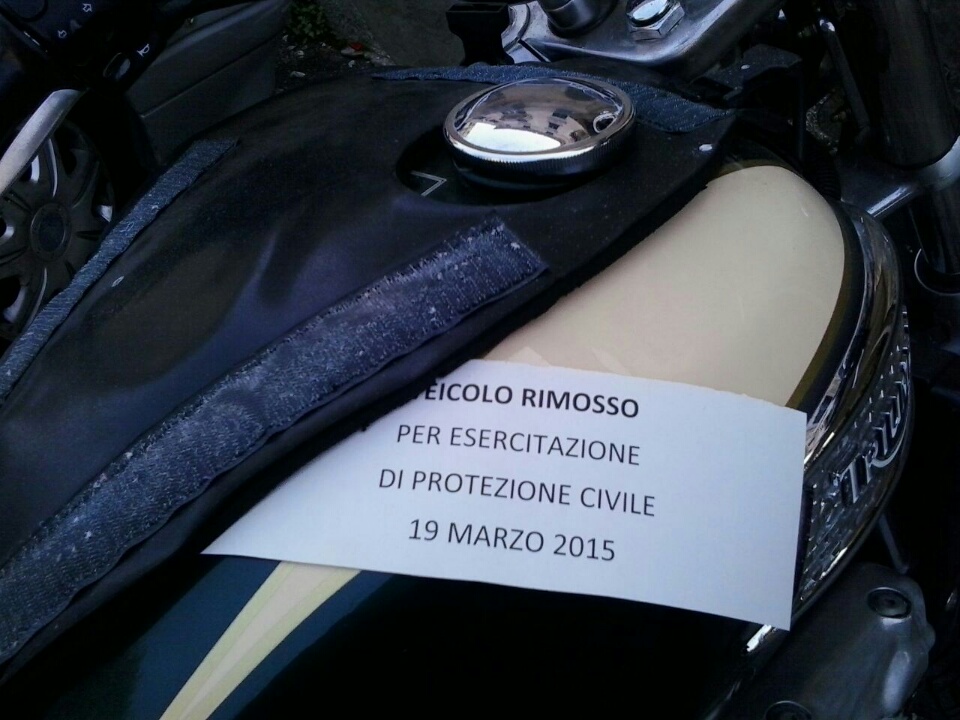 VEICOLO RIMOSSO
PER ESERCITAZIONE
DI PROTEZIONE CIVILE
19 MARZO 2015